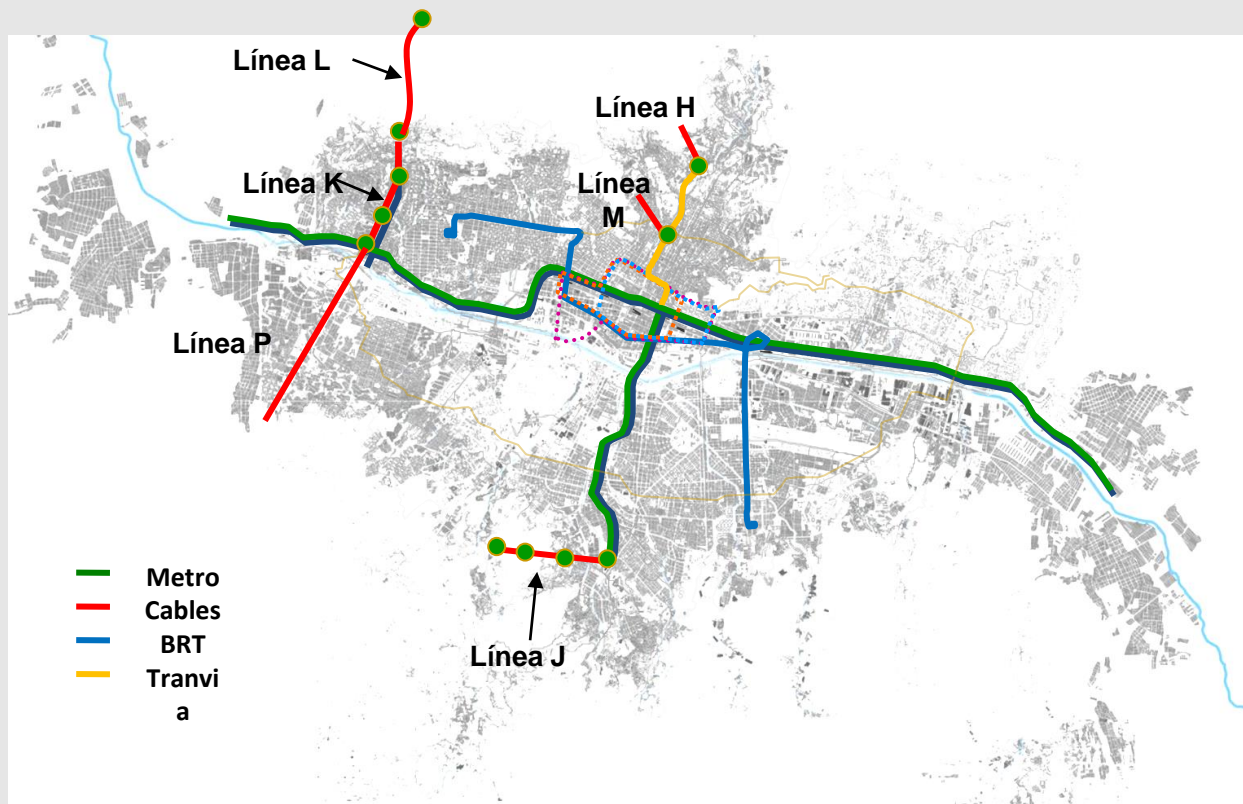 Línea L
Línea H
Línea K
Línea
M
Línea P
Línea J
Metro
Cables
BRT
Tranvi
a